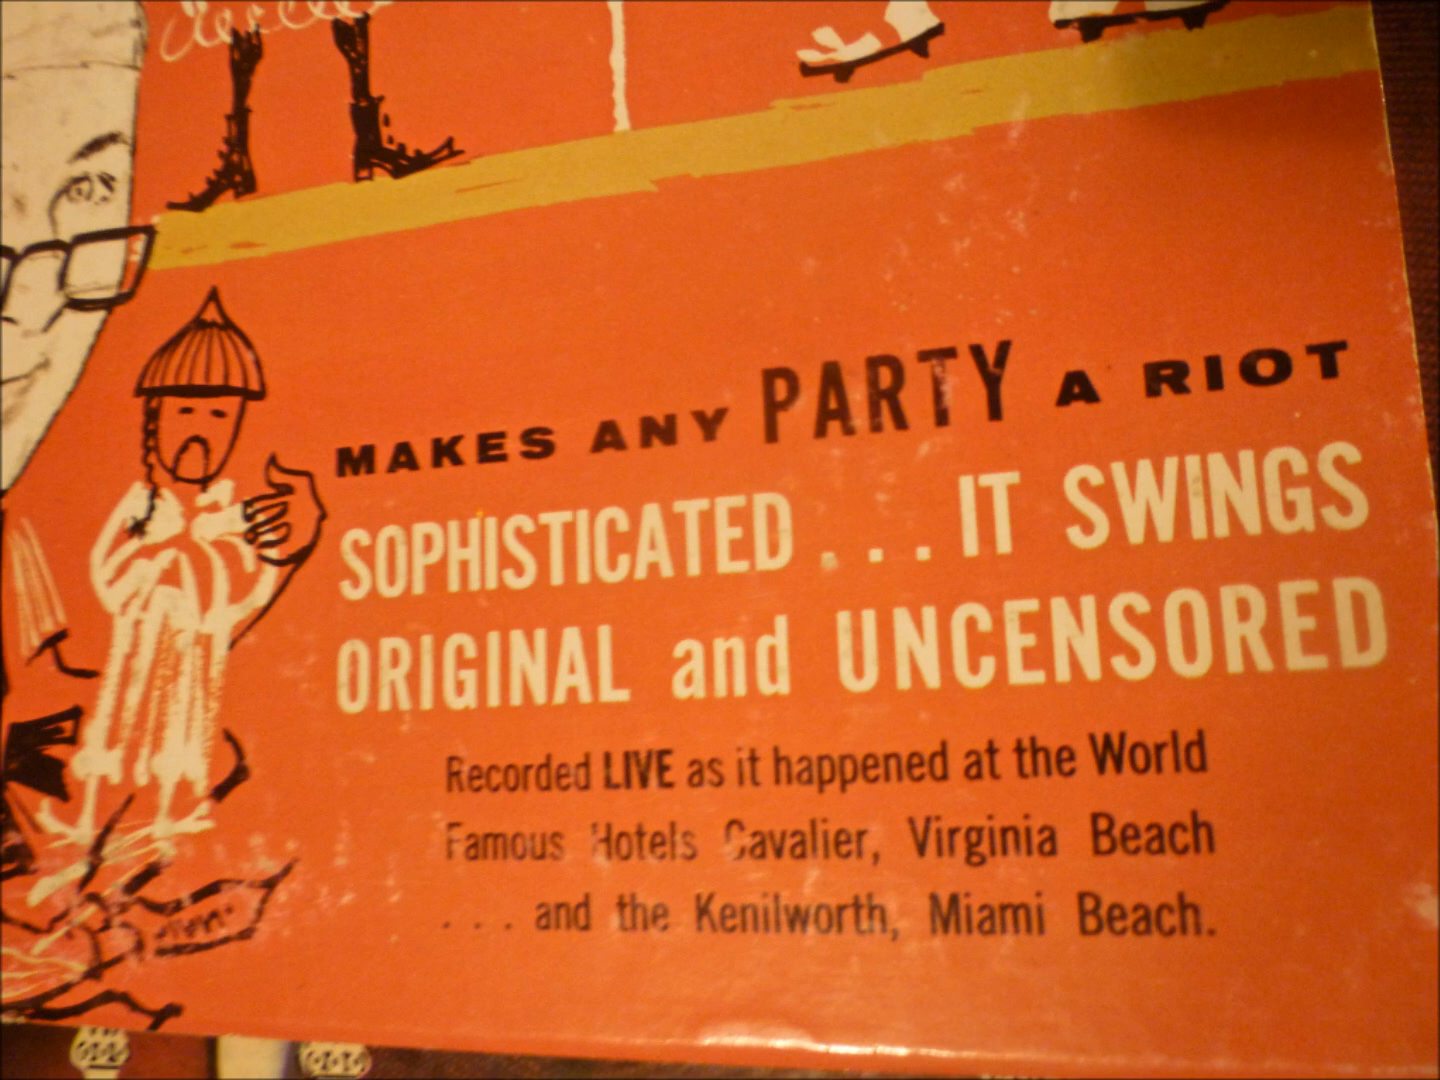 MAKES ANY PARTY A RIOT
SOPHISTICATED . . . IT SWINGS
ORIGINAL and UNCENSORED
Recorded LIVE as it happened at the World
Famous Hotels Cavalier, Virginia Beach
. . . and the Kenilworth, Miami Beach.